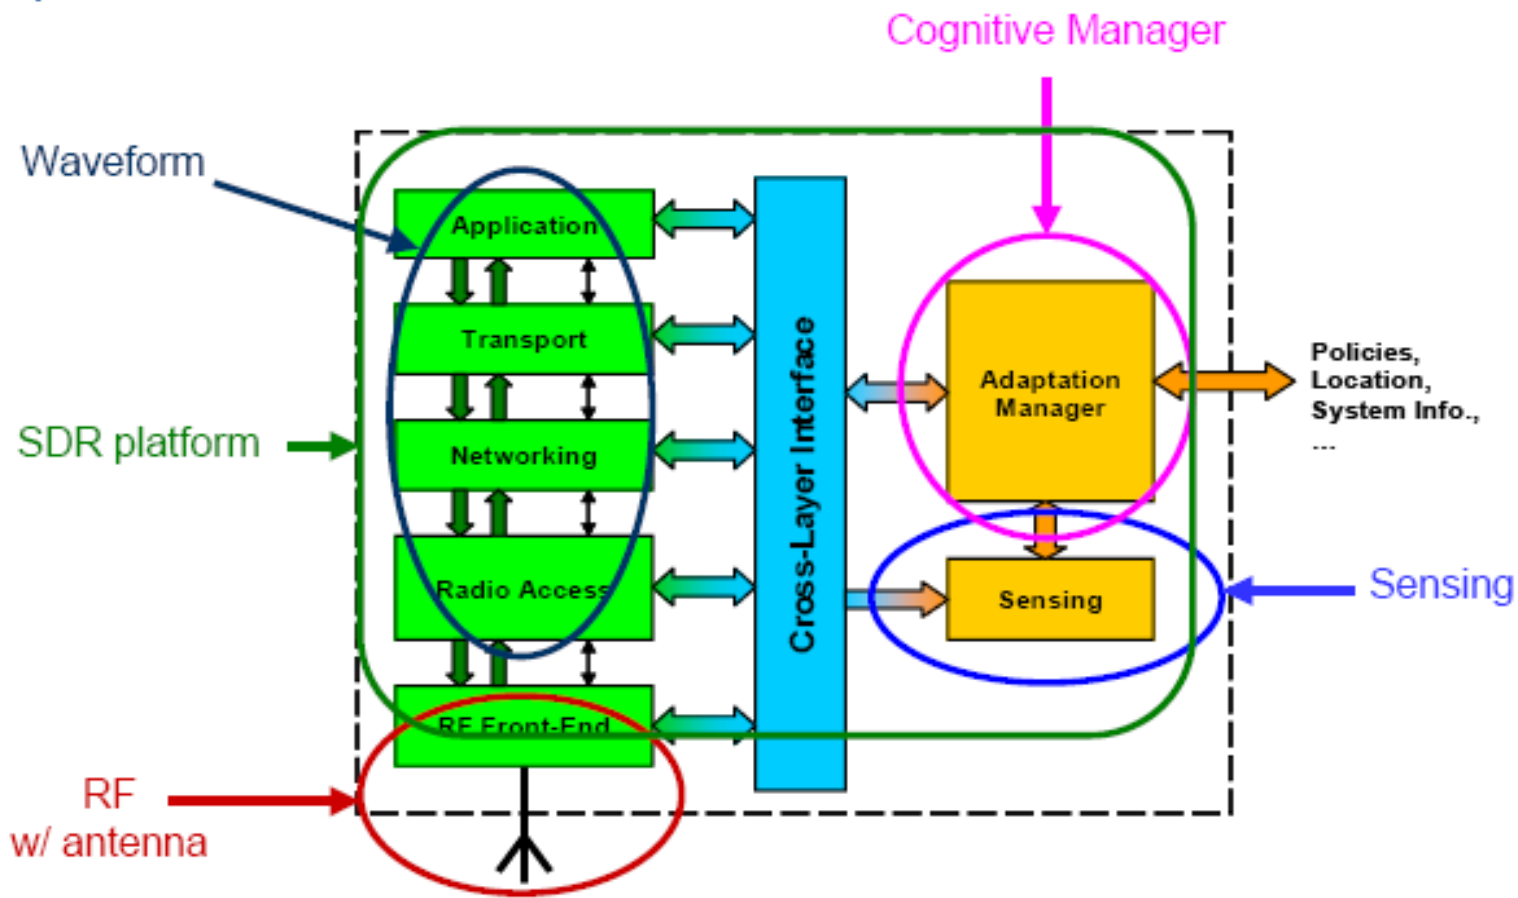 Cognitive Manager
Waveform
Application
Transport
SDR platform
Networking
Radio Access
RF Front-End
RF
w/ antenna
Cross-Layer Interface
Adaptation
Manager
Sensing
Policies,
Location,
System Info.,
...
Sensing